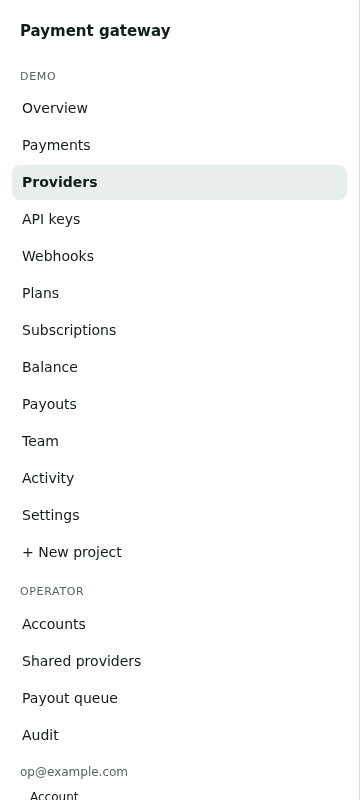 Payment gateway
DEMO
Overview
Payments
Providers
API keys
Webhooks
Plans
Subscriptions
Balance
Payouts
Team
Activity
Settings
+ New project
OPERATOR
Accounts
Shared providers
Payout queue
Audit
op@example.com
Account